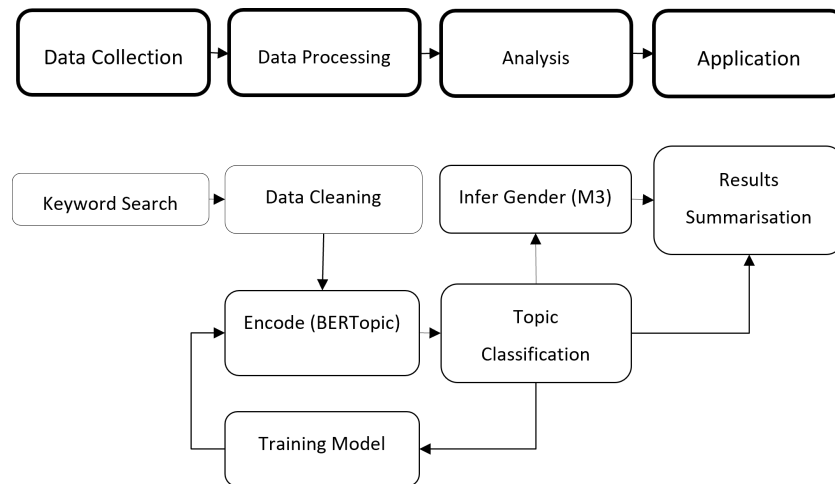 Data Collection
Data Processing
Analysis
Application
Keyword Search
Data Cleaning
Infer Gender (M3)
Results
Summarisation
Encode (BERTopic)
Topic
Classification
Training Model